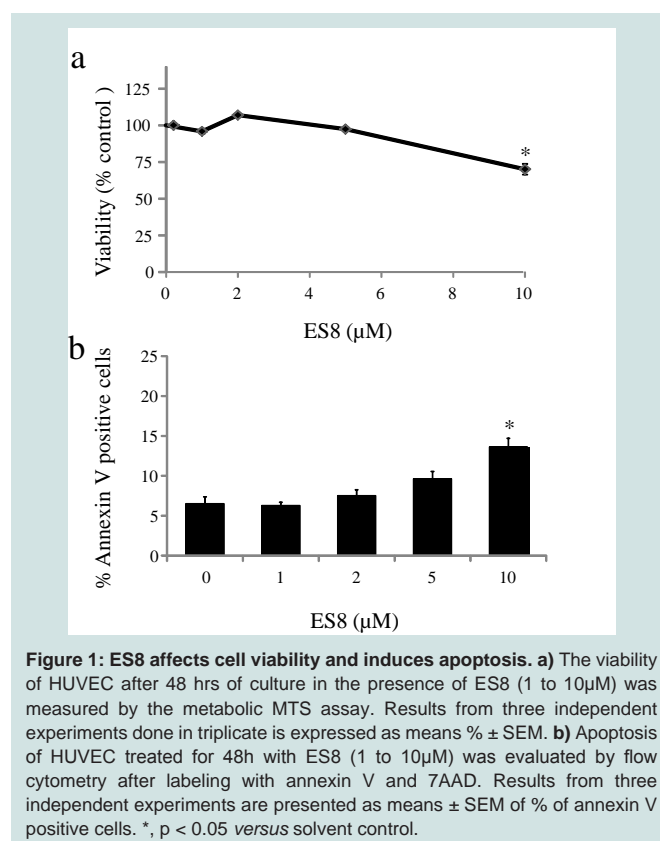 a
125
100
75
50
25
0
Viability (% control )
*
0 2 4 6 8 10
ES8 (µM)
b
25
20
15
10
5
0
% Annexin V positive cells
*
0 1 2 5 10
ES8 (µM)
Figure 1: ES8 affects cell viability and induces apoptosis. a) The viability
of HUVEC after 48 hrs of culture in the presence of ES8 (1 to 10µM) was
measured by the metabolic MTS assay. Results from three independent
experiments done in triplicate is expressed as means % ± SEM. b) Apoptosis
of HUVEC treated for 48h with ES8 (1 to 10µM) was evaluated by flow
cytometry after labeling with annexin V and 7AAD. Results from three
independent experiments are presented as means ± SEM of % of annexin V
positive cells. *, p < 0.05 versus solvent control.